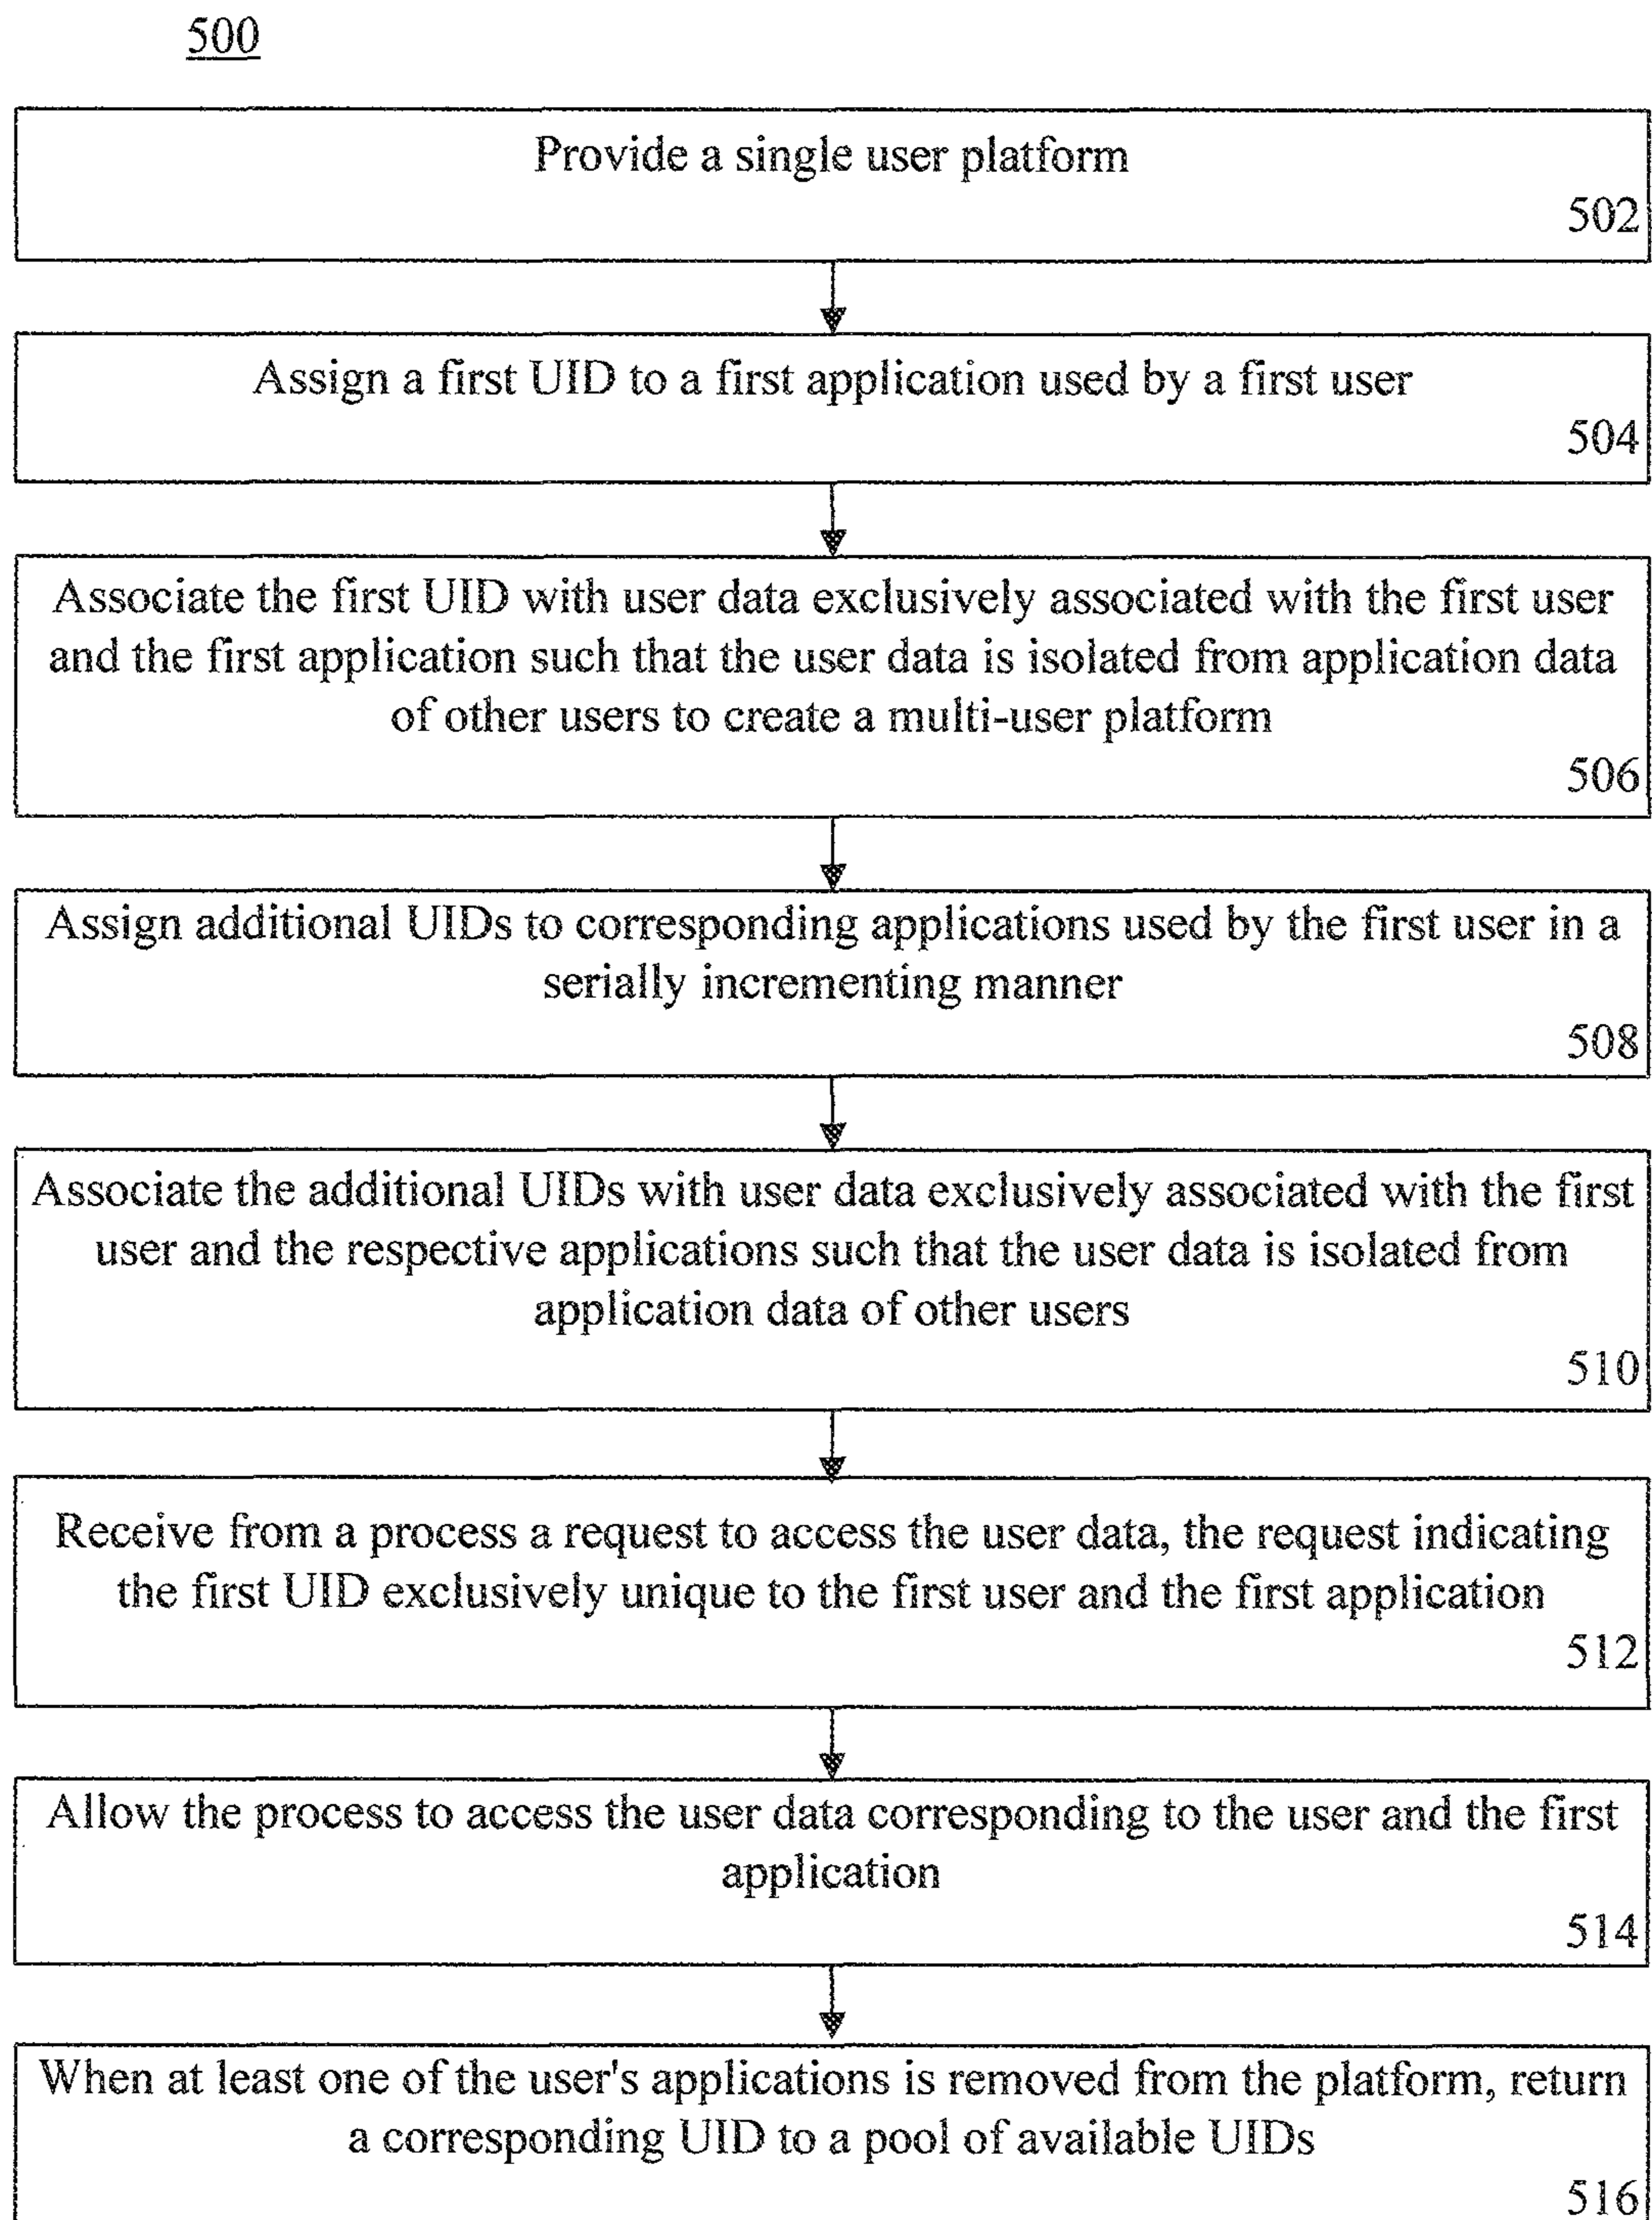 500
Provide a single user platform
502
Assign a first UID to a first application used by a first user
504
Associate the first UID with user data exclusively associated with the first user
and the first application such that the user data is isolated from application data
of other users to create a multi-user platform
506
Assign additional UIDs to corresponding applications used by the first user in a
serially incrementing manner
508
Associate the additional UIDs with user data exclusively associated with the first
user and the respective applications such that the user data is isolated from
application data of other users
510
Receive from a process a request to access the user data, the request indicating
the first UID exclusively unique to the first user and the first application
512
Allow the process to access the user data corresponding to the user and the first
application
514
When at least one of the user's applications is removed from the platform, return
a corresponding UID to a pool of available UIDs
516